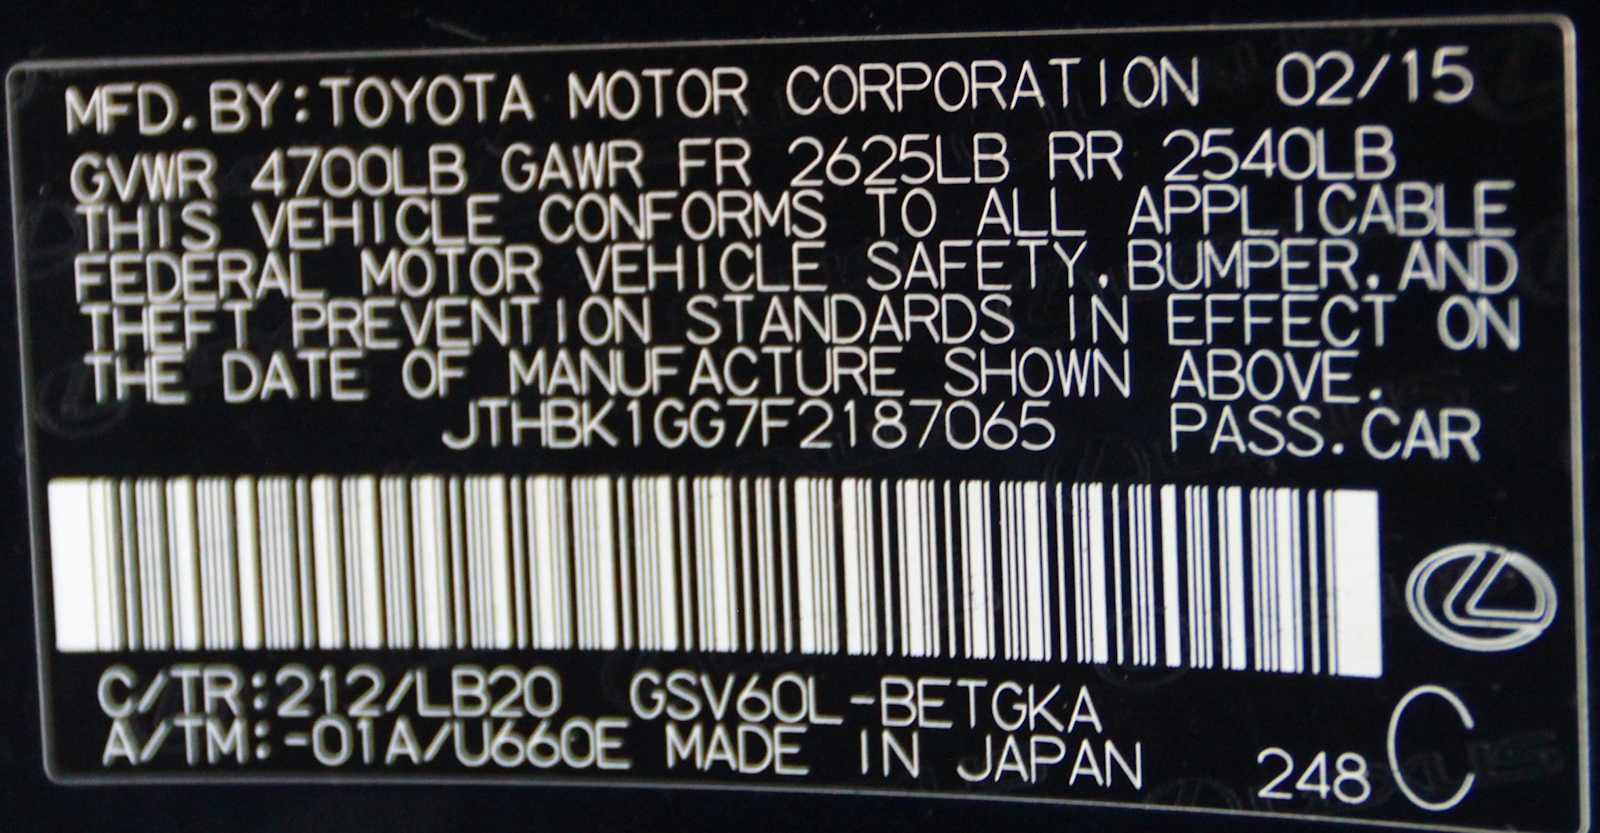 MFD. BY: TOYOTA MOTOR CORPORATION 02/15
GVWR 4700LB GAWR FR 2625LB RR 2540LB
THIS VEHICLE CONFORMS TO ALL APPLICABLE
FEDERAL MOTOR VEHICLE SAFETY, BUMPER, AND
THEFT PREVENTION STANDARDS IN EFFECT ON
THE DATE OF MANUFACTURE SHOWN ABOVE.
JTHBK1GG7F2187065 PASS. CAR
C/TR: 212/LB20 GSV60L-BETGKA
A/TM: -01A/U660E MADE IN JAPAN 248 C